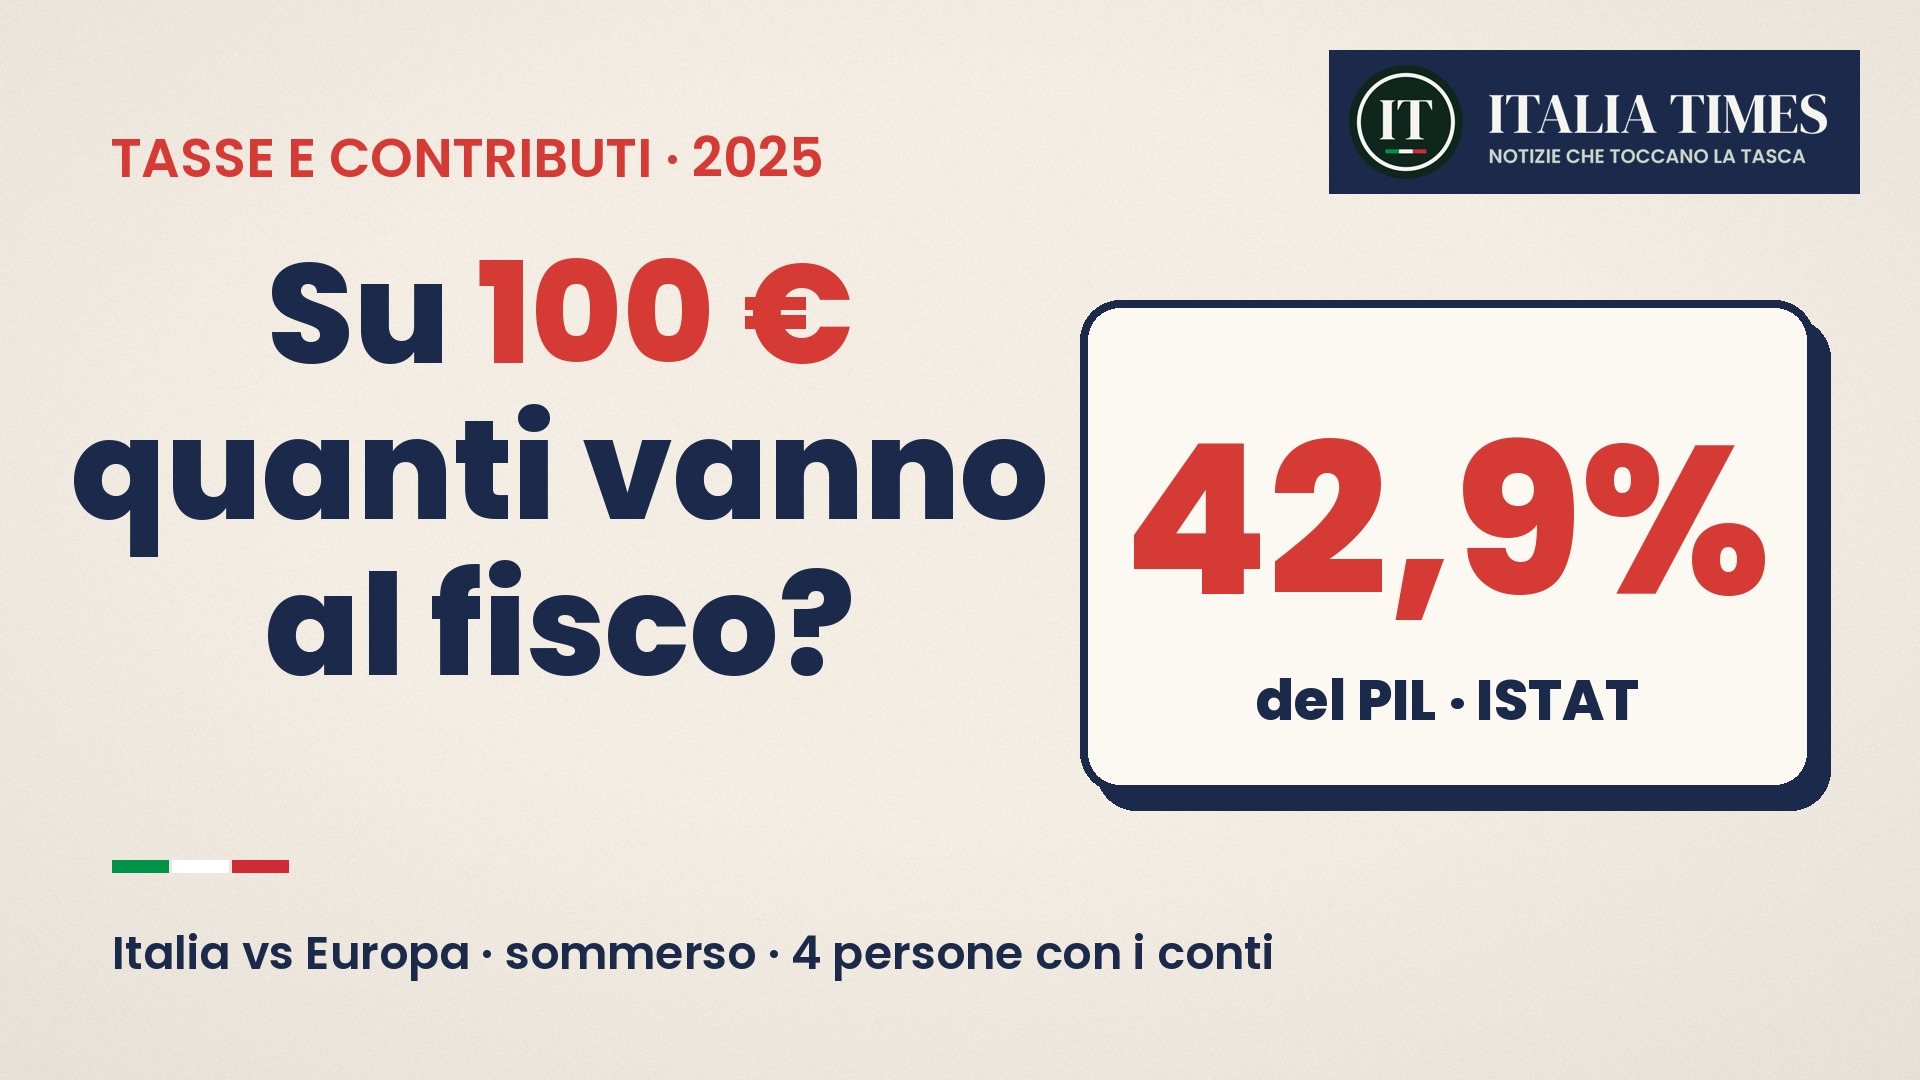 IT
ITALIA TIMES
NOTIZIE CHE TOCCANO LA TASCA
TASSE E CONTRIBUTI · 2025
Su 100 €
quanti vanno
al fisco?
42,9%
del PIL · ISTAT
Italia vs Europa · sommerso · 4 persone con i conti